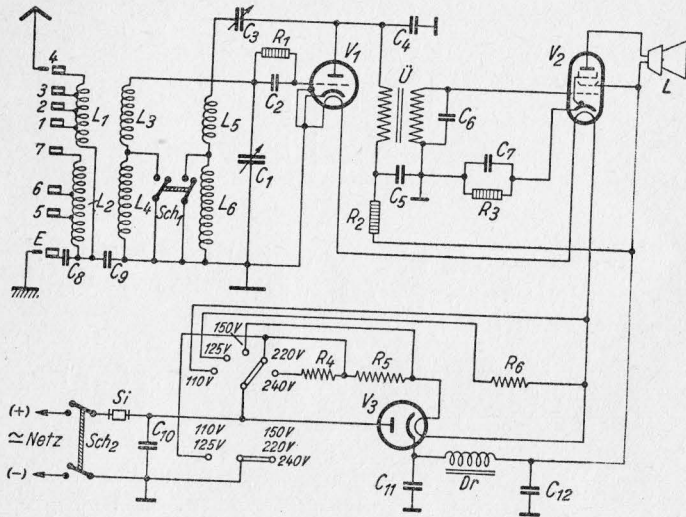 4
3
2
1
7
6
5
E
L1
L2
C8
C9
L3
L4
Sch1
L5
L6
C3
R1
C2
C1
V1
C4
Ü
C5
R2
C6
C7
R3
V2
L
150V
125V
110V
220V
240V
R4
R5
R6
V3
(+)
≃ Netz
(-)
Sch2
Si
C10
110V
125V
150V
220V
240V
C11
Dr
C12